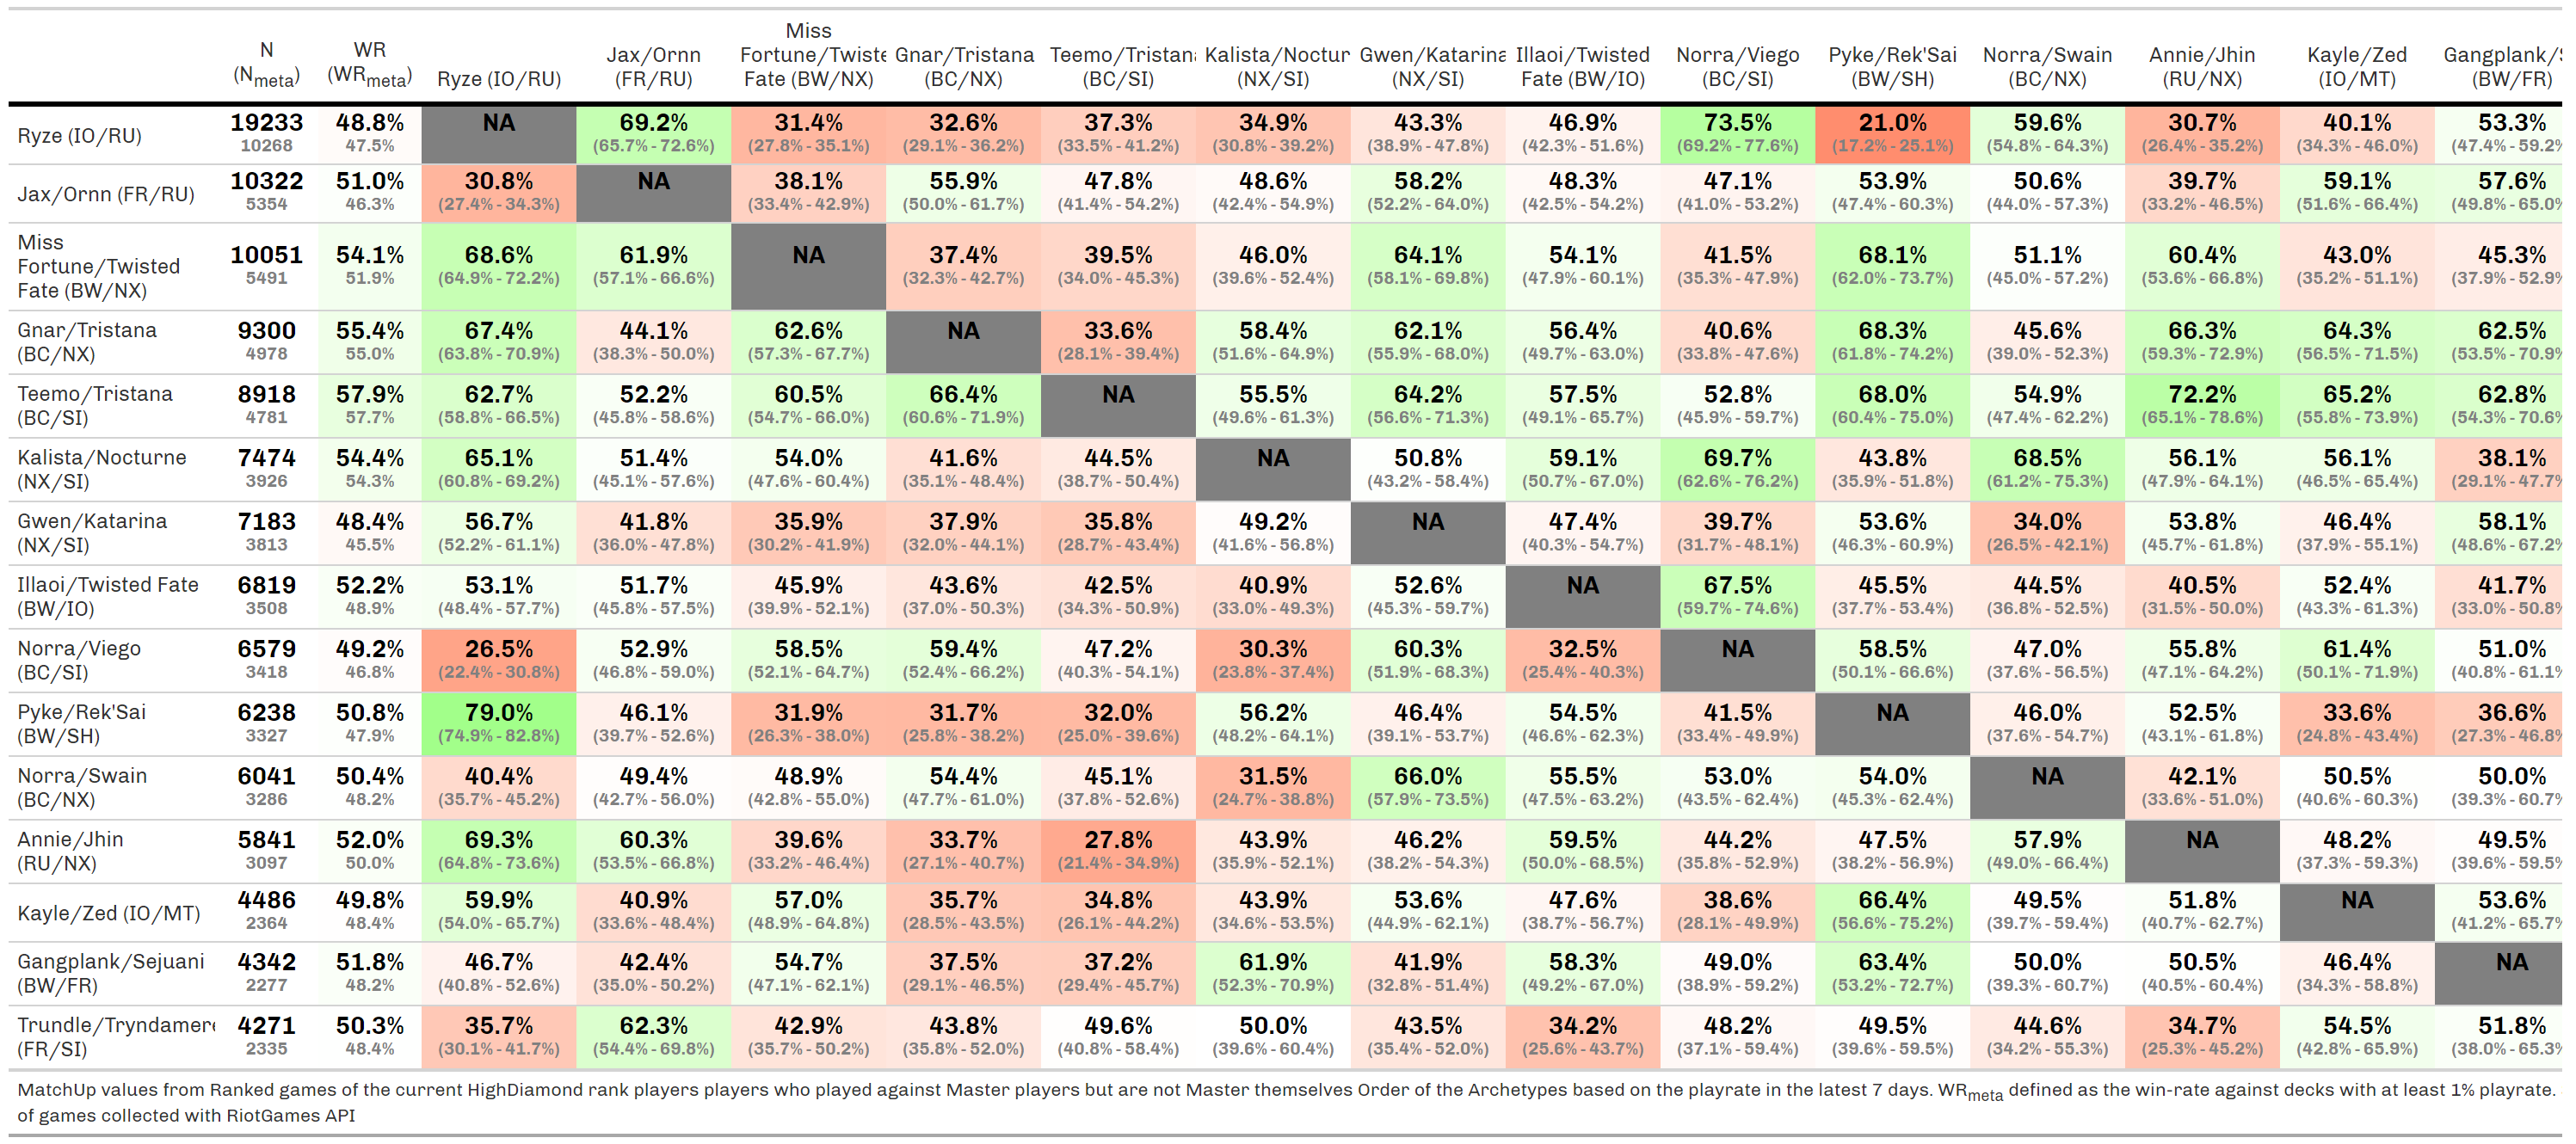 Miss
N WR Jax/Ornn Fortune/Twiste Gnar/Tristana Teemo/Tristan Kalista/Noctur Gwen/Katarina Illaoi/Twisted Norra/Viego Pyke/Rek'Sai Norra/Swain Annie/Jhin Kayle/Zed Gangplank/S
(Nmeta) (WRmeta) Ryze (IO/RU) (FR/RU) Fate (BW/NX) (BC/NX) (BC/SI) (NX/SI) (NX/SI) Fate (BW/IO) (BC/SI) (BW/SH) (BC/NX) (RU/NX) (IO/MT) (BW/FR)
Ryze (IO/RU) 19233 48.8% NA 69.2% 31.4% 32.6% 37.3% 34.9% 43.3% 46.9% 73.5% 21.0% 59.6% 30.7% 40.1% 53.3%
10268 47.5% (65.7% - 72.6%) (27.8% - 35.1%) (29.1% - 36.2%) (33.5% - 41.2%) (30.8% - 39.2%) (38.9% - 47.8%) (42.3% - 51.6%) (69.2% - 77.6%) (17.2% - 25.1%) (54.8% - 64.3%) (26.4% - 35.2%) (34.3% - 46.0%) (47.4% - 59.2%
Jax/Ornn (FR/RU) 10322 51.0% 30.8% NA 38.1% 55.9% 47.8% 48.6% 58.2% 48.3% 47.1% 53.9% 50.6% 39.7% 59.1% 57.6%
5354 46.3% (27.4% - 34.3%) (33.4% - 42.9%) (50.0% - 61.7%) (41.4% - 54.2%) (42.4% - 54.9%) (52.2% - 64.0%) (42.5% - 54.2%) (41.0% - 53.2%) (47.4% - 60.3%) (44.0% - 57.3%) (33.2% - 46.5%) (51.6% - 66.4%) (49.8% - 65.0%
Miss
Fortune/Twisted 10051 54.1% 68.6% 61.9% NA 37.4% 39.5% 46.0% 64.1% 54.1% 41.5% 68.1% 51.1% 60.4% 43.0% 45.3%
Fate (BW/NX) 5491 51.9% (64.9% - 72.2%) (57.1% - 66.6%) (32.3% - 42.7%) (34.0% - 45.3%) (39.6% - 52.4%) (58.1% - 69.8%) (47.9% - 60.1%) (35.3% - 47.9%) (62.0% - 73.7%) (45.0% - 57.2%) (53.6% - 66.8%) (35.2% - 51.1%) (37.9% - 52.9%
Gnar/Tristana 9300 55.4% 67.4% 44.1% 62.6% NA 33.6% 58.4% 62.1% 56.4% 40.6% 68.3% 45.6% 66.3% 64.3% 62.5%
(BC/NX) 4978 55.0% (63.8% - 70.9%) (38.3% - 50.0%) (57.3% - 67.7%) (28.1% - 39.4%) (51.6% - 64.9%) (55.9% - 68.0%) (49.7% - 63.0%) (33.8% - 47.6%) (61.8% - 74.2%) (39.0% - 52.3%) (59.3% - 72.9%) (56.5% - 71.5%) (53.5% - 70.9%
Teemo/Tristana 8918 57.9% 62.7% 52.2% 60.5% 66.4% NA 55.5% 64.2% 57.5% 52.8% 68.0% 54.9% 72.2% 65.2% 62.8%
(BC/SI) 4781 57.7% (58.8% - 66.5%) (45.8% - 58.6%) (54.7% - 66.0%) (60.6% - 71.9%) (49.6% - 61.3%) (56.6% - 71.3%) (49.1% - 65.7%) (45.9% - 59.7%) (60.4% - 75.0%) (47.4% - 62.2%) (65.1% - 78.6%) (55.8% - 73.9%) (54.3% - 70.6%
Kalista/Nocturne 7474 54.4% 65.1% 51.4% 54.0% 41.6% 44.5% NA 50.8% 59.1% 69.7% 43.8% 68.5% 56.1% 56.1% 38.1%
(NX/SI) 3926 54.3% (60.8% - 69.2%) (45.1% - 57.6%) (47.6% - 60.4%) (35.1% - 48.4%) (38.7% - 50.4%) (43.2% - 58.4%) (50.7% - 67.0%) (62.6% - 76.2%) (35.9% - 51.8%) (61.2% - 75.3%) (47.9% - 64.1%) (46.5% - 65.4%) (29.1% - 47.7%
Gwen/Katarina 7183 48.4% 56.7% 41.8% 35.9% 37.9% 35.8% 49.2% NA 47.4% 39.7% 53.6% 34.0% 53.8% 46.4% 58.1%
(NX/SI) 3813 45.5% (52.2% - 61.1%) (36.0% - 47.8%) (30.2% - 41.9%) (32.0% - 44.1%) (28.7% - 43.4%) (41.6% - 56.8%) (40.3% - 54.7%) (31.7% - 48.1%) (46.3% - 60.9%) (26.5% - 42.1%) (45.7% - 61.8%) (37.9% - 55.1%) (48.6% - 67.2%
Illaoi/Twisted Fate 6819 52.2% 53.1% 51.7% 45.9% 43.6% 42.5% 40.9% 52.6% NA 67.5% 45.5% 44.5% 40.5% 52.4% 41.7%
(BW/IO) 3508 48.9% (48.4% - 57.7%) (45.8% - 57.5%) (39.9% - 52.1%) (37.0% - 50.3%) (34.3% - 50.9%) (33.0% - 49.3%) (45.3% - 59.7%) (59.7% - 74.6%) (37.7% - 53.4%) (36.8% - 52.5%) (31.5% - 50.0%) (43.3% - 61.3%) (33.0% - 50.8%
Norra/Viego 6579 49.2% 26.5% 52.9% 58.5% 59.4% 47.2% 30.3% 60.3% 32.5% NA 58.5% 47.0% 55.8% 61.4% 51.0%
(BC/SI) 3418 46.8% (22.4% - 30.8%) (46.8% - 59.0%) (52.1% - 64.7%) (52.4% - 66.2%) (40.3% - 54.1%) (23.8% - 37.4%) (51.9% - 68.3%) (25.4% - 40.3%) (50.1% - 66.6%) (37.6% - 56.5%) (47.1% - 64.2%) (50.1% - 71.9%) (40.8% - 61.1%
Pyke/Rek'Sai 6238 50.8% 79.0% 46.1% 31.9% 31.7% 32.0% 56.2% 46.4% 54.5% 41.5% NA 46.0% 52.5% 33.6% 36.6%
(BW/SH) 3327 47.9% (74.9% - 82.8%) (39.7% - 52.6%) (26.3% - 38.0%) (25.8% - 38.2%) (25.0% - 39.6%) (48.2% - 64.1%) (39.1% - 53.7%) (46.6% - 62.3%) (33.4% - 49.9%) (37.6% - 54.7%) (43.1% - 61.8%) (24.8% - 43.4%) (27.3% - 46.8%
Norra/Swain 6041 50.4% 40.4% 49.4% 48.9% 54.4% 45.1% 31.5% 66.0% 55.5% 53.0% 54.0% NA 42.1% 50.5% 50.0%
(BC/NX) 3286 48.2% (35.7% - 45.2%) (42.7% - 56.0%) (42.8% - 55.0%) (47.7% - 61.0%) (37.8% - 52.6%) (24.7% - 38.8%) (57.9% - 73.5%) (47.5% - 63.2%) (43.5% - 62.4%) (45.3% - 62.4%) (33.6% - 51.0%) (40.6% - 60.3%) (39.3% - 60.7%
Annie/Jhin 5841 52.0% 69.3% 60.3% 39.6% 33.7% 27.8% 43.9% 46.2% 59.5% 44.2% 47.5% 57.9% NA 48.2% 49.5%
(RU/NX) 3097 50.0% (64.8% - 73.6%) (53.5% - 66.8%) (33.2% - 46.4%) (27.1% - 40.7%) (21.4% - 34.9%) (35.9% - 52.1%) (38.2% - 54.3%) (50.0% - 68.5%) (35.8% - 52.9%) (38.2% - 56.9%) (49.0% - 66.4%) (37.3% - 59.3%) (39.6% - 59.5%
Kayle/Zed (IO/MT) 4486 49.8% 59.9% 40.9% 57.0% 35.7% 34.8% 43.9% 53.6% 47.6% 38.6% 66.4% 49.5% 51.8% NA 53.6%
2364 48.4% (54.0% - 65.7%) (33.6% - 48.4%) (48.9% - 64.8%) (28.5% - 43.5%) (26.1% - 44.2%) (34.6% - 53.5%) (44.9% - 62.1%) (38.7% - 56.7%) (28.1% - 49.9%) (56.6% - 75.2%) (39.7% - 59.4%) (40.7% - 62.7%) (41.2% - 65.7%
Gangplank/Sejuani 4342 51.8% 46.7% 42.4% 54.7% 37.5% 37.2% 61.9% 41.9% 58.3% 49.0% 63.4% 50.0% 50.5% 46.4% NA
(BW/FR) 2277 48.2% (40.8% - 52.6%) (35.0% - 50.2%) (47.1% - 62.1%) (29.1% - 46.5%) (29.4% - 45.7%) (52.3% - 70.9%) (32.8% - 51.4%) (49.2% - 67.0%) (38.9% - 59.2%) (53.2% - 72.7%) (39.3% - 60.7%) (40.5% - 60.4%) (34.3% - 58.8%)
Trundle/Tryndamere 4271 50.3% 35.7% 62.3% 42.9% 43.8% 49.6% 50.0% 43.5% 34.2% 48.2% 49.5% 44.6% 34.7% 54.5% 51.8%
(FR/SI) 2335 48.4% (30.1% - 41.7%) (54.4% - 69.8%) (35.7% - 50.2%) (35.8% - 52.0%) (40.8% - 58.4%) (39.6% - 60.4%) (35.4% - 52.0%) (25.6% - 43.7%) (37.1% - 59.4%) (39.6% - 59.5%) (34.2% - 55.3%) (25.3% - 45.2%) (42.8% - 65.9%) (38.0% - 65.3%
MatchUp values from Ranked games of the current HighDiamond rank players players who played against Master players but are not Master themselves Order of the Archetypes based on the playrate in the latest 7 days. WRmeta defined as the win-rate against decks with at least 1% playrate.
of games collected with RiotGames API